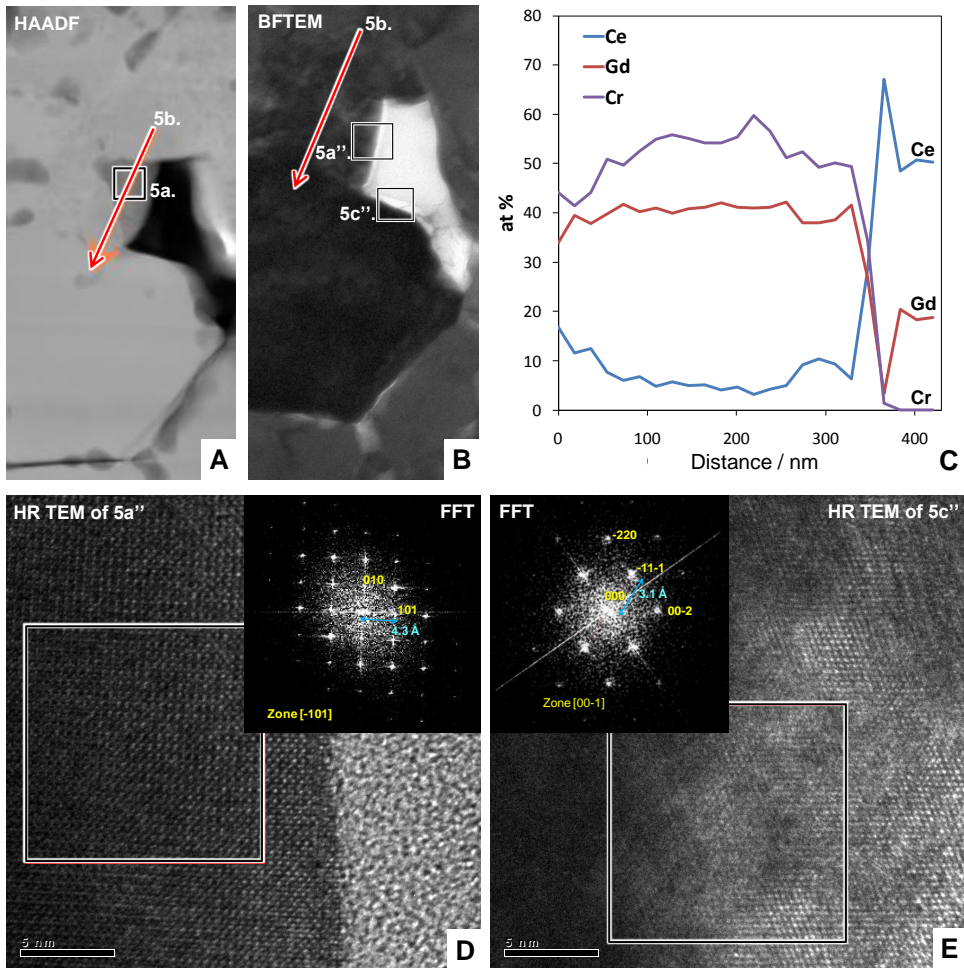 HAADF
5b.
5a.
A
BFTEM
5b.
5a’’.
5c’’.
B
80
70
60
50
40
30
20
10
0
at %
Ce
Gd
Cr
Ce
Gd
Cr
0
100
200
300
400
Distance / nm
C
HR TEM of 5a’’
FFT
010
101
4.3 Å
Zone [-101]
5 nm
D
FFT
HR TEM of 5c’’
-220
-11-1
000
3.1 Å
00-2
Zone [00-1]
5 nm
E